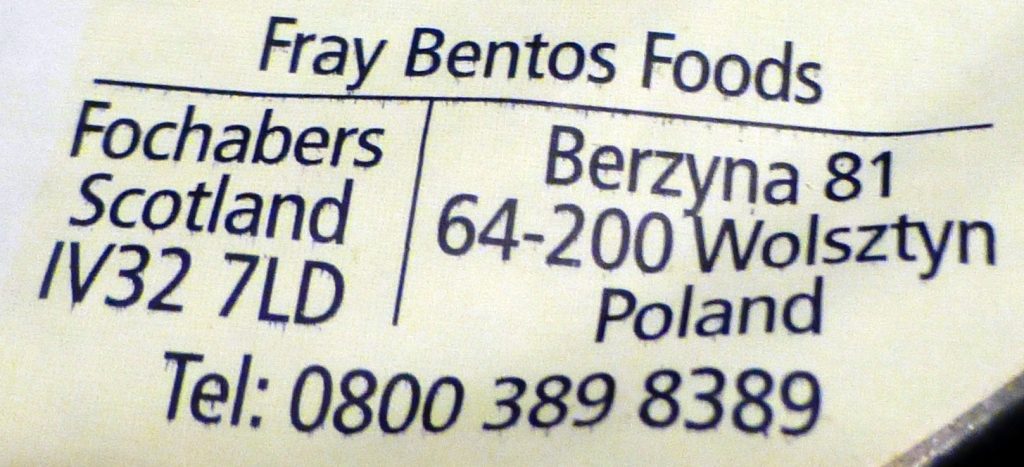 Fray Bentos Foods
Fochabers
Scotland
IV32 7LD
Berzyna 81
64-200 Wolsztyn
Poland
Tel: 0800 389 8389